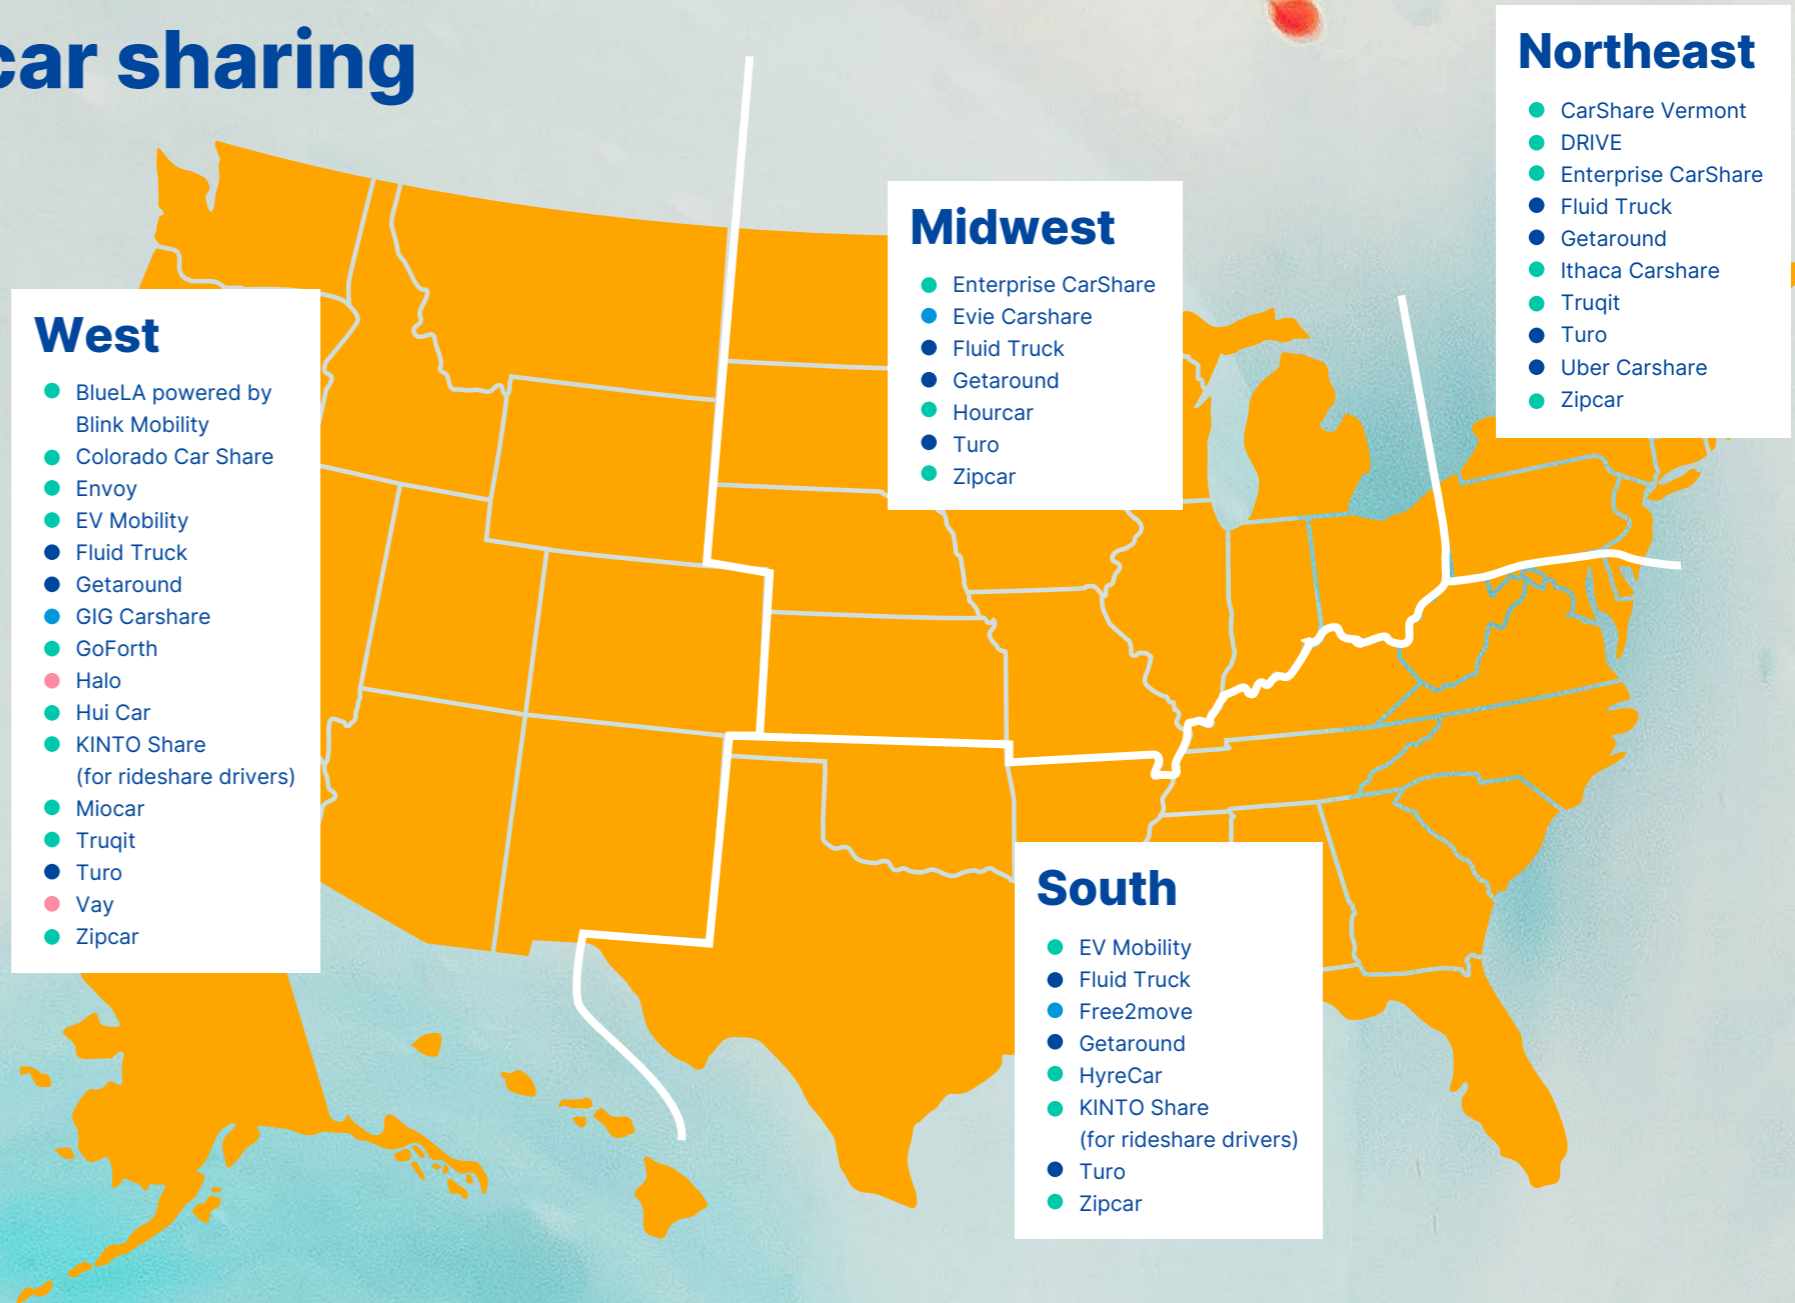 car sharing
Northeast
CarShare Vermont
DRIVE
Enterprise CarShare
Fluid Truck
Getaround
Ithaca Carshare
Truqit
Turo
Uber Carshare
Zipcar
Midwest
Enterprise CarShare
Evie Carshare
Fluid Truck
Getaround
Hourcar
Turo
Zipcar
West
BlueLA powered by
Blink Mobility
Colorado Car Share
Envoy
EV Mobility
Fluid Truck
Getaround
GIG Carshare
GoForth
Halo
Hui Car
KINTO Share
(for rideshare drivers)
Miocar
Truqit
Turo
Vay
Zipcar
South
EV Mobility
Fluid Truck
Free2move
Getaround
HyreCar
KINTO Share
(for rideshare drivers)
Turo
Zipcar